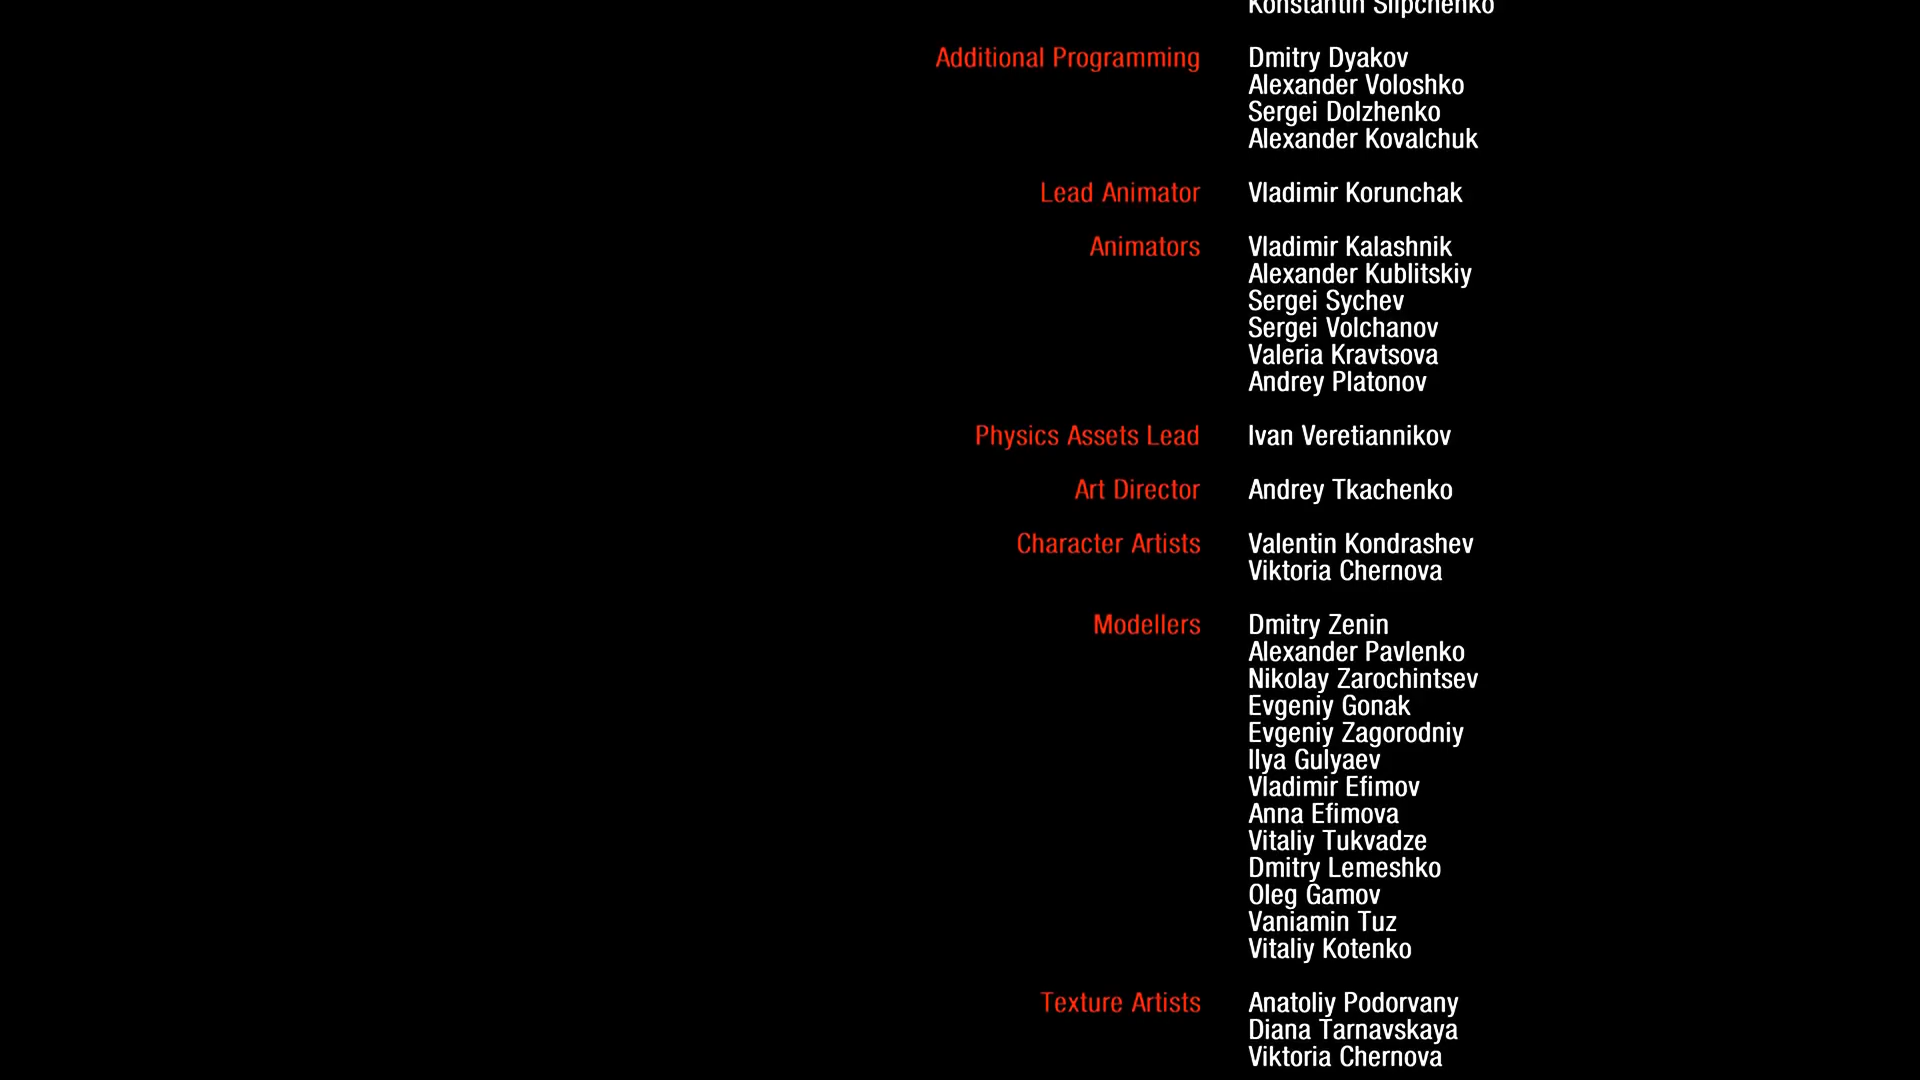 Konstantin Slipchenko
Additional Programming Dmitry Dyakov
Alexander Voloshko
Sergei Dolzhenko
Alexander Kovalchuk
Lead Animator Vladimir Korunchak
Animators Vladimir Kalashnik
Alexander Kublitskiy
Sergei Sychev
Sergei Volchanov
Valeria Kravtsova
Andrey Platonov
Physics Assets Lead Ivan Veretiannikov
Art Director Andrey Tkachenko
Character Artists Valentin Kondrashev
Viktoria Chernova
Modellers Dmitry Zenin
Alexander Pavlenko
Nikolay Zarochintsev
Evgeniy Gonak
Evgeniy Zagorodniy
Ilya Gulyaev
Vladimir Efimov
Anna Efimova
Vitaliy Tukvadze
Dmitry Lemeshko
Oleg Gamov
Vaniamin Tuz
Vitaliy Kotenko
Texture Artists Anatoliy Podorvany
Diana Tarnavskaya
Viktoria Chernova